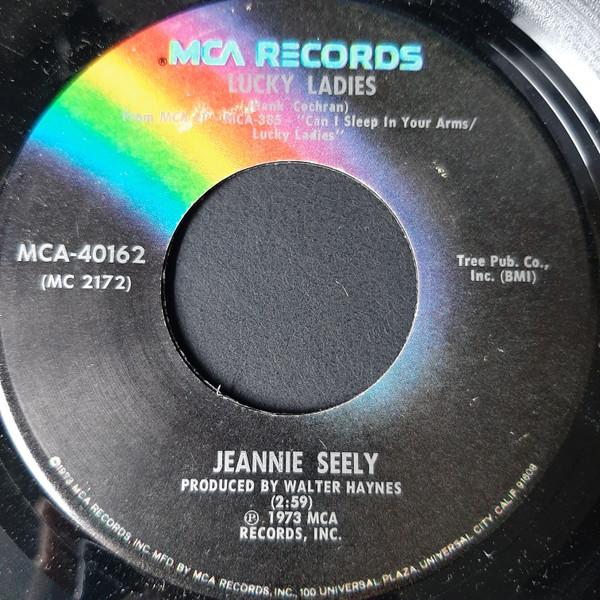 ®MCA RECORDS
LUCKY LADIES
(Hank Cochran)
From MCA MCA-385 - "Can I Sleep In Your Arms/
Lucky Ladies"
MCA-40162
(MC 2172)
Tree Pub. Co.,
Inc. (BMI)
JEANNIE SEELY
PRODUCED BY WALTER HAYNES
(2:59)
℗ 1973 MCA
RECORDS, INC.
©1973 MCA RECORDS, INC. MFD. BY MCA RECORDS, INC., 100 UNIVERSAL PLAZA, UNIVERSAL CITY, CALIF. 91608